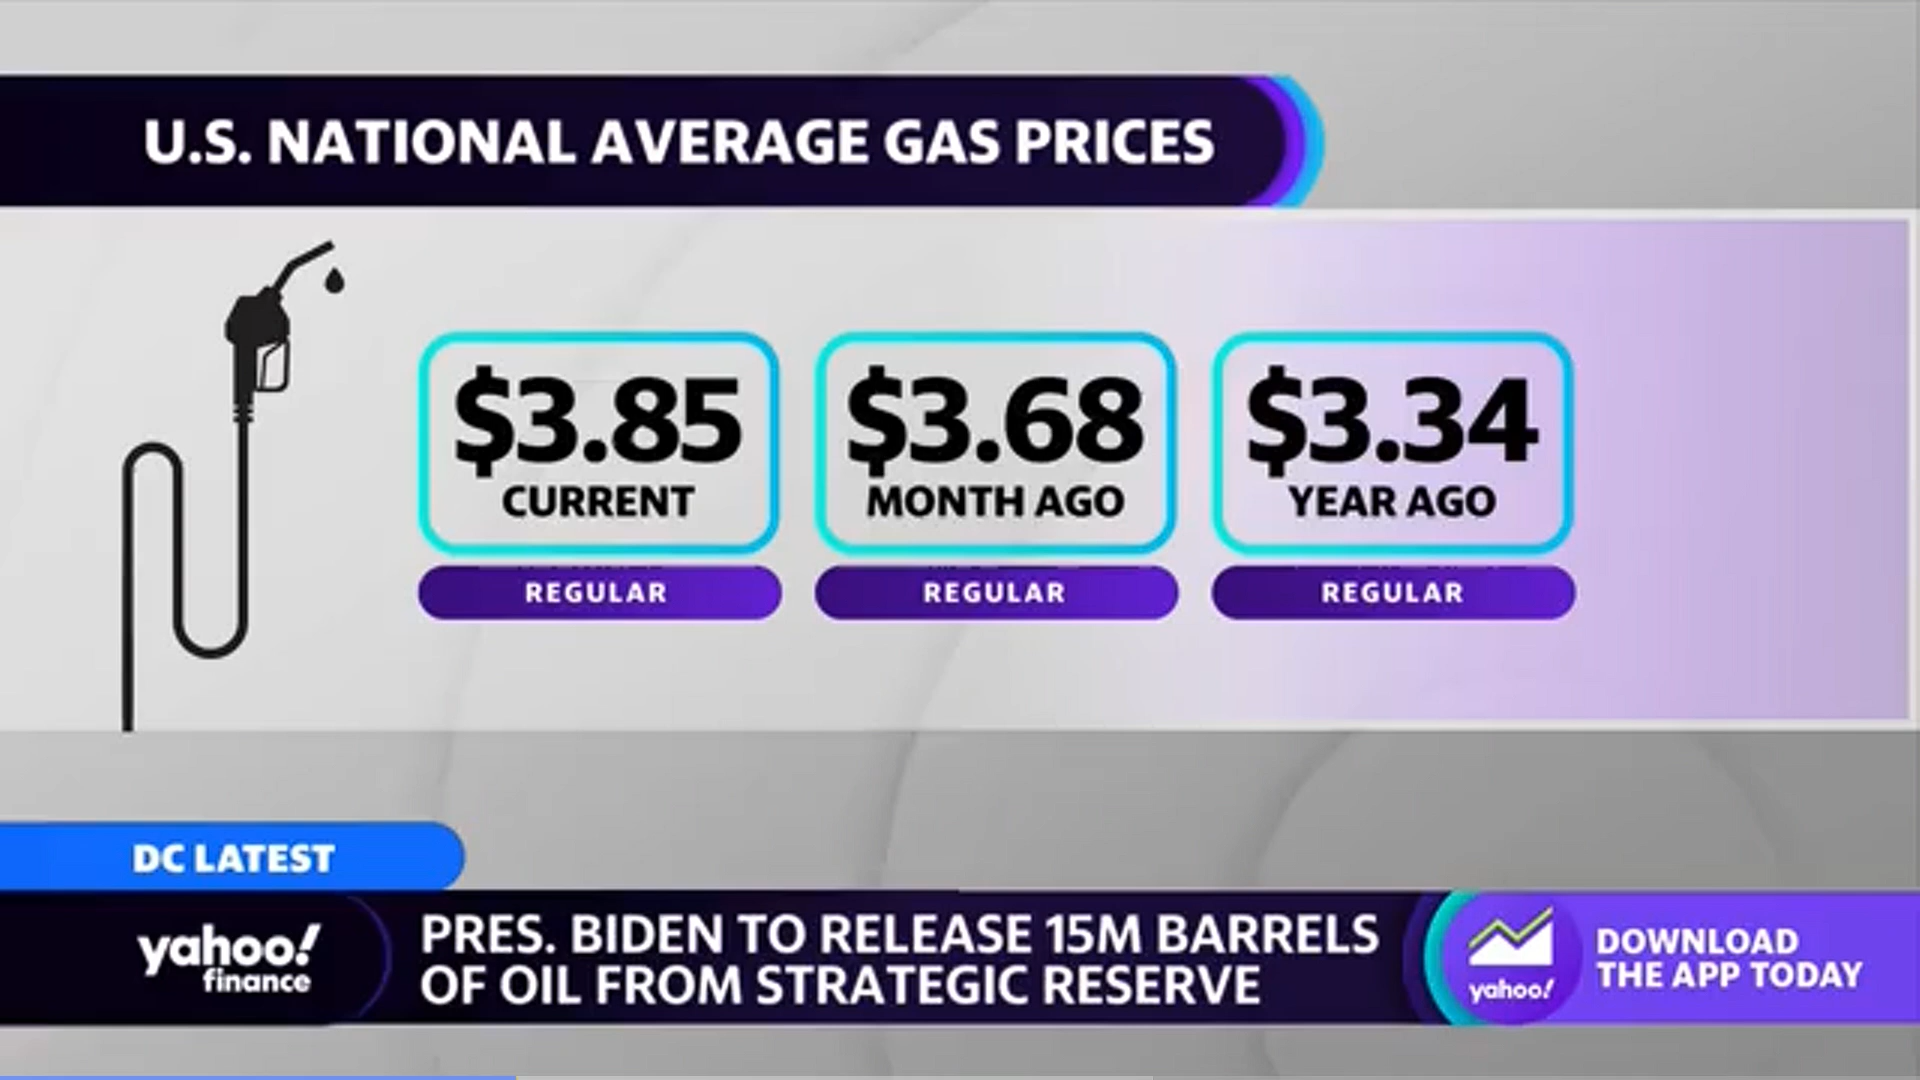 U.S. NATIONAL AVERAGE GAS PRICES
$3.85
CURRENT
REGULAR
$3.68
MONTH AGO
REGULAR
$3.34
YEAR AGO
REGULAR
DC LATEST
yahoo!
finance
PRES. BIDEN TO RELEASE 15M BARRELS
OF OIL FROM STRATEGIC RESERVE
yahoo!
DOWNLOAD
THE APP TODAY